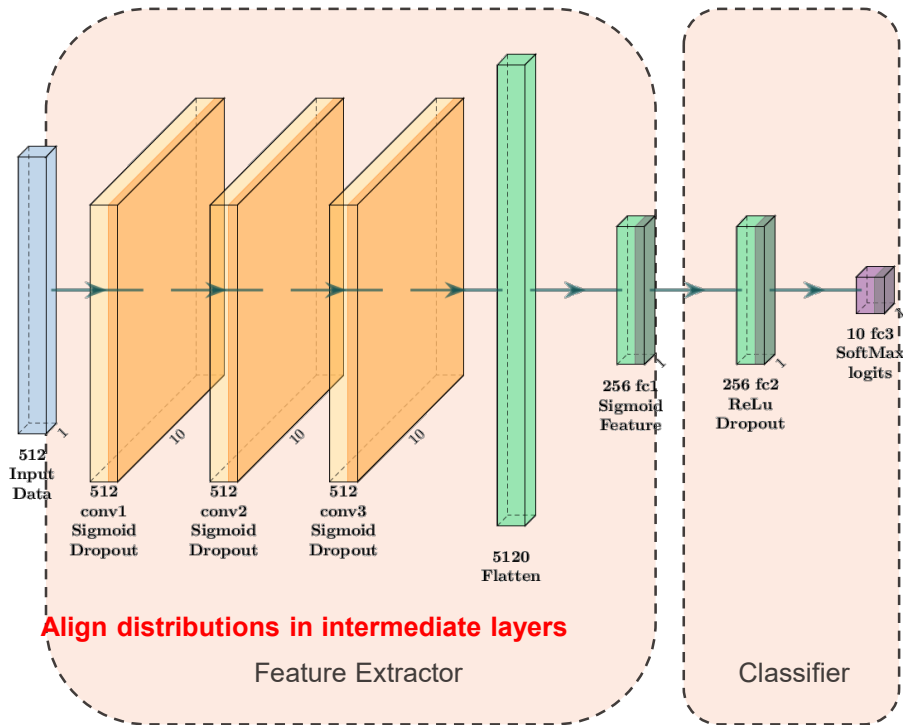 512
Input
Data
1
512
conv1
Sigmoid
Dropout
10
512
conv2
Sigmoid
Dropout
10
512
conv3
Sigmoid
Dropout
10
5120
Flatten
256 fc1
Sigmoid
Feature
1
256 fc2
ReLu
Dropout
1
10 fc3
SoftMax
logits
1
Align distributions in intermediate layers
Feature Extractor
Classifier